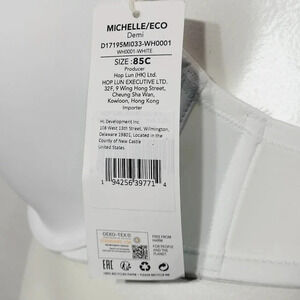 MICHELLE/ECO
Demi
D17195MI033-WH0001
WH0001-WHITE
SIZE: 85C
Producer
Hop Lun (HK) Ltd.
HOP LUN EXECUTIVE LTD.
32F, 9 Wing Hong Street,
Cheung Sha Wan,
Kowloon, Hong Kong
Importer
HL Development Inc
108 West 13th Street, Wilmington,
Delaware 19801, Located in the
County of New Castle
United States
1 94256 39771 4
OEKO-TEX®
FREE FROM
HARM
FOR PEOPLE
AND THE
PLANET
EAC